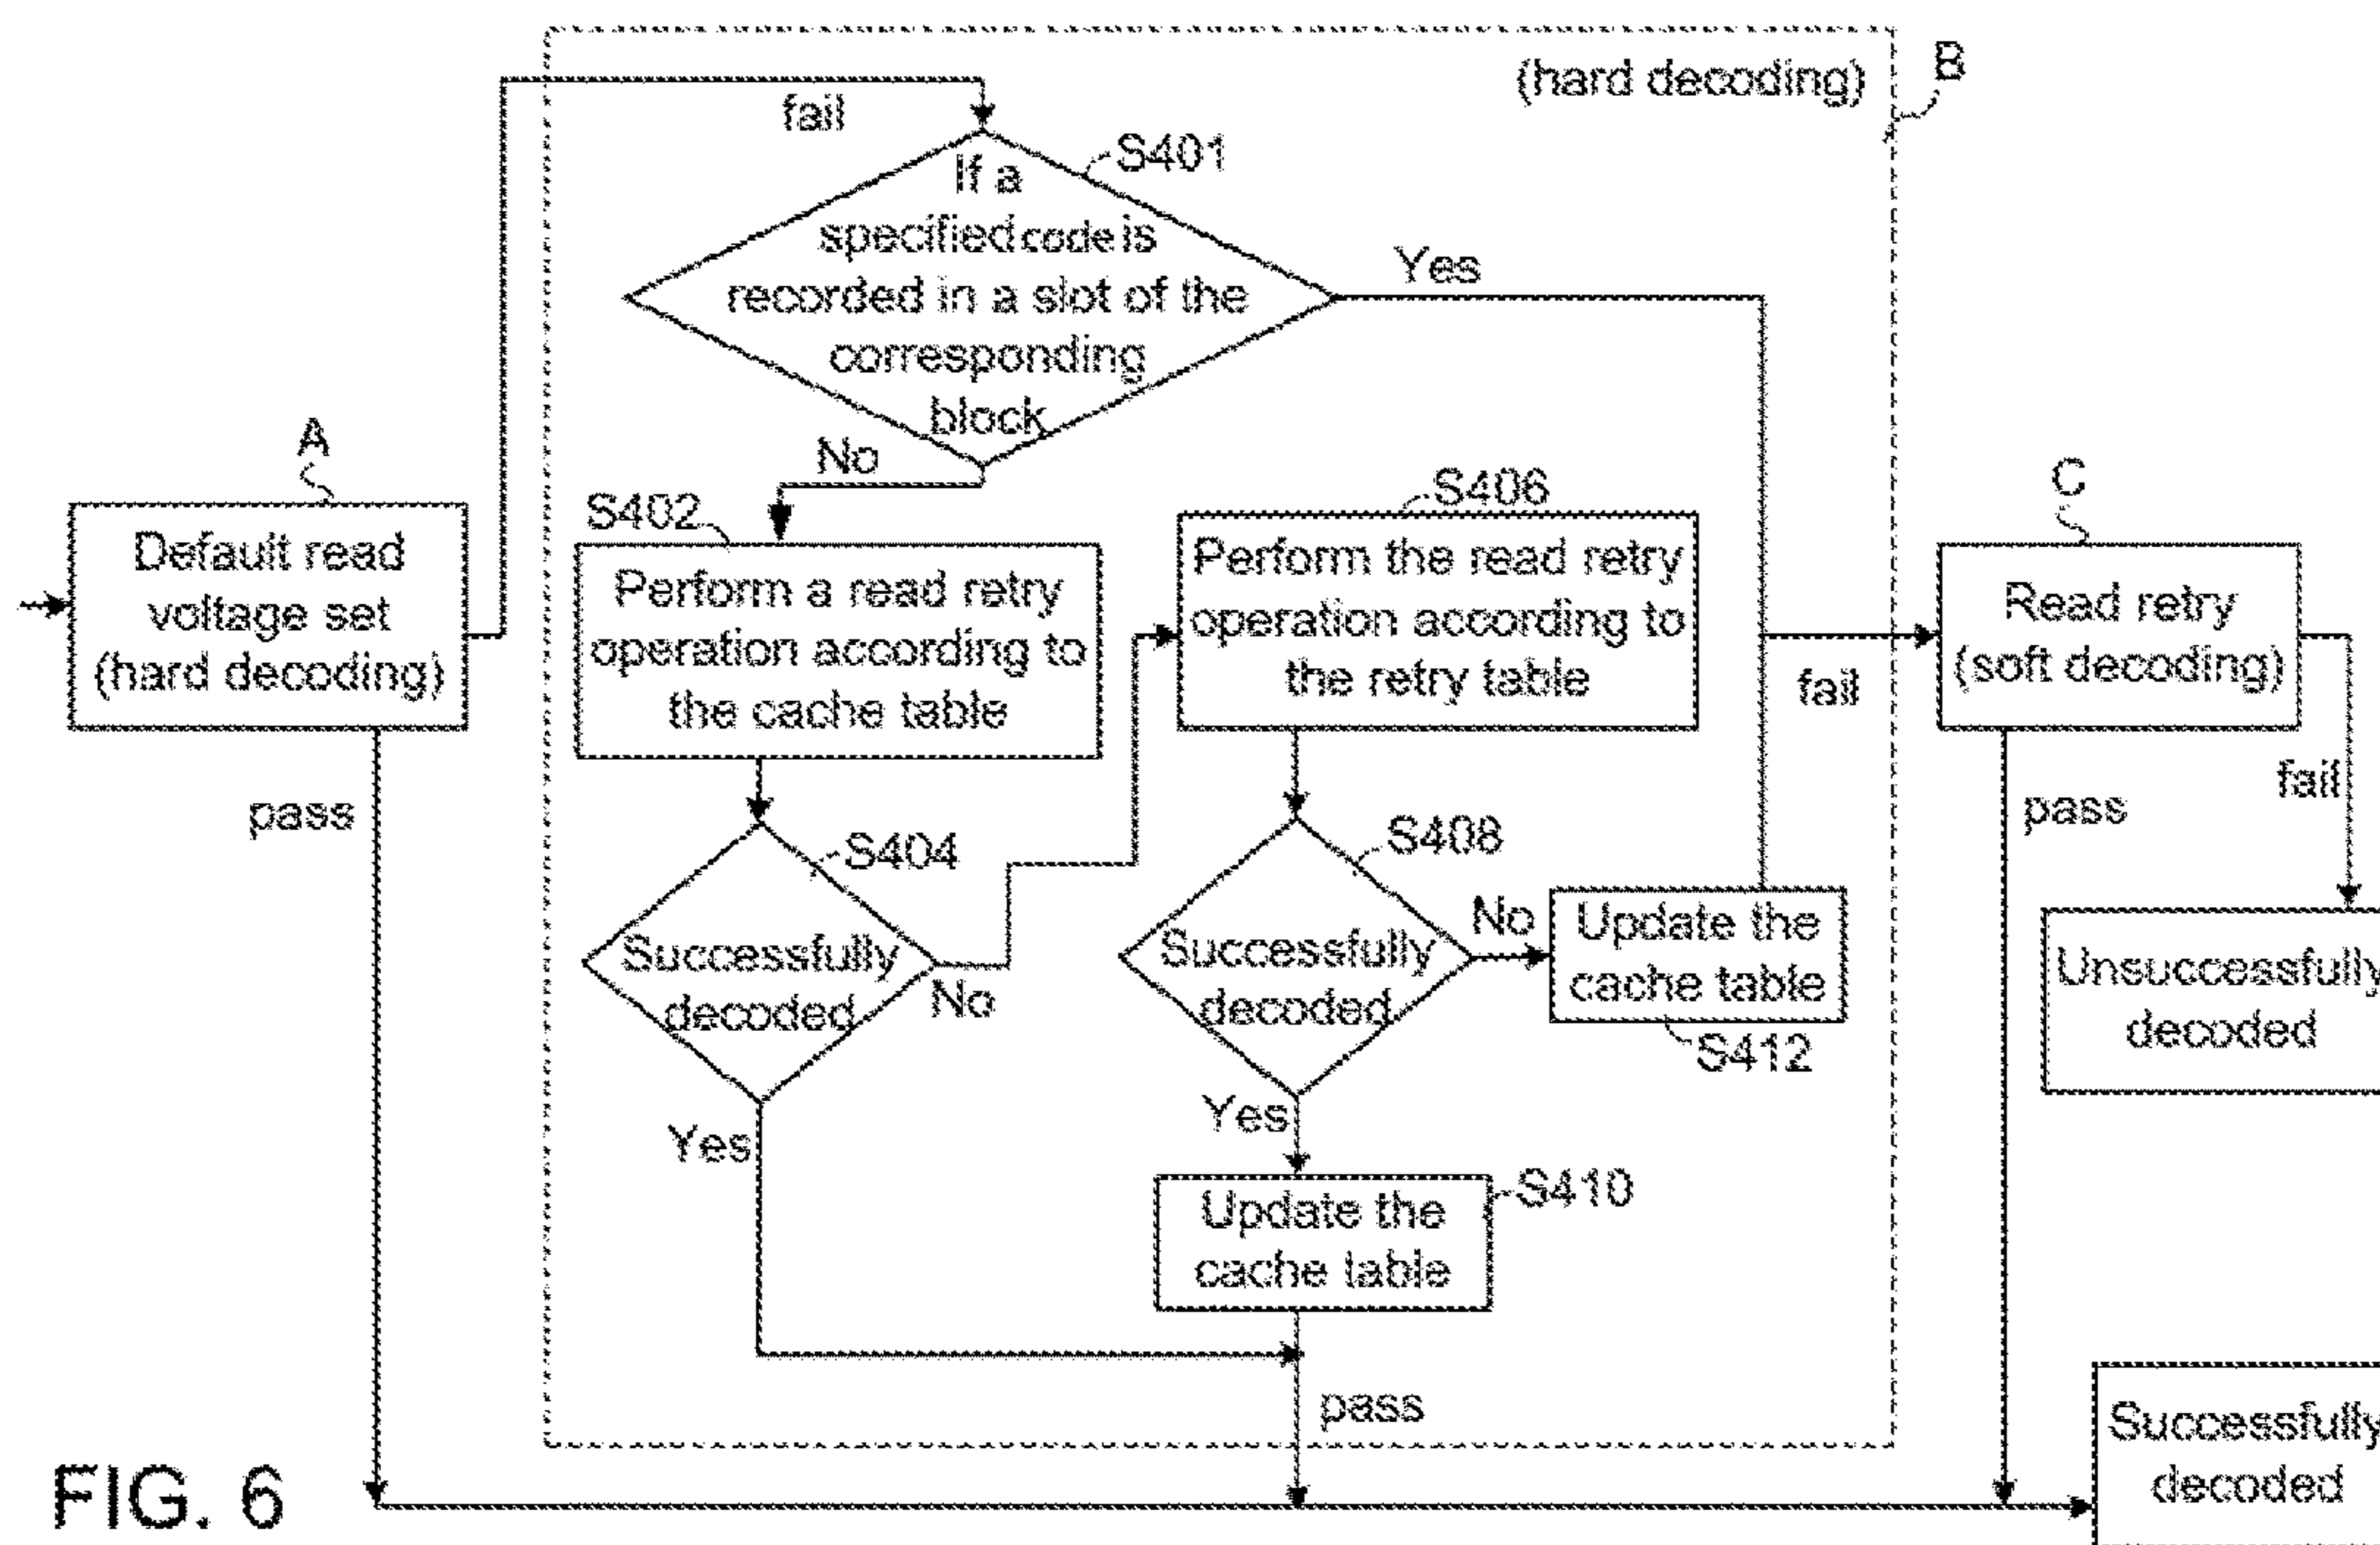 (hard decoding)
B
fail
S401
If a
specified code is
recorded in a slot of the
corresponding
block
Yes
No
A
Default read
voltage set
(hard decoding)
S402
Perform a read retry
operation according to
the cache table
S406
Perform the read retry
operation according to
the retry table
C
Read retry
(soft decoding)
fail
pass
S404
Successfully
decoded
No
Yes
S408
Successfully
decoded
No
Update the
cache table
S412
Yes
S410
Update the
cache table
pass
pass
fail
Unsuccessfully
decoded
Successfully
decoded
FIG. 6